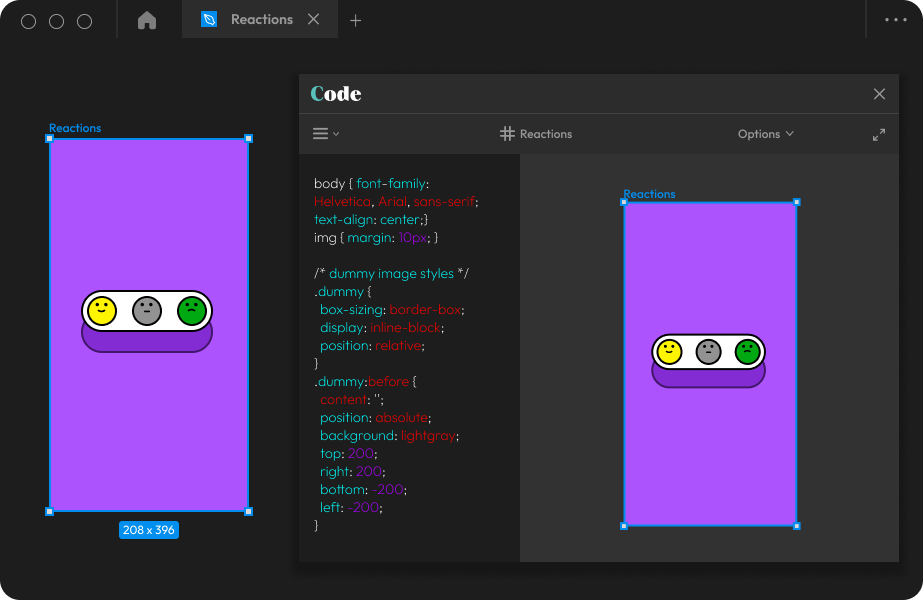 Reactions
Code
Reactions
Reactions
Options
Reactions
body { font-family:
Helvetica, Arial, sans-serif;
text-align: center;}
img { margin: 10px; }
/* dummy image styles */
.dummy {
box-sizing: border-box;
display: inline-block;
position: relative;
}
.dummy:before {
content: '';
position: absolute;
background: lightgray;
top: 200;
right: 200;
bottom: -200;
left: -200;
}
208 x 396